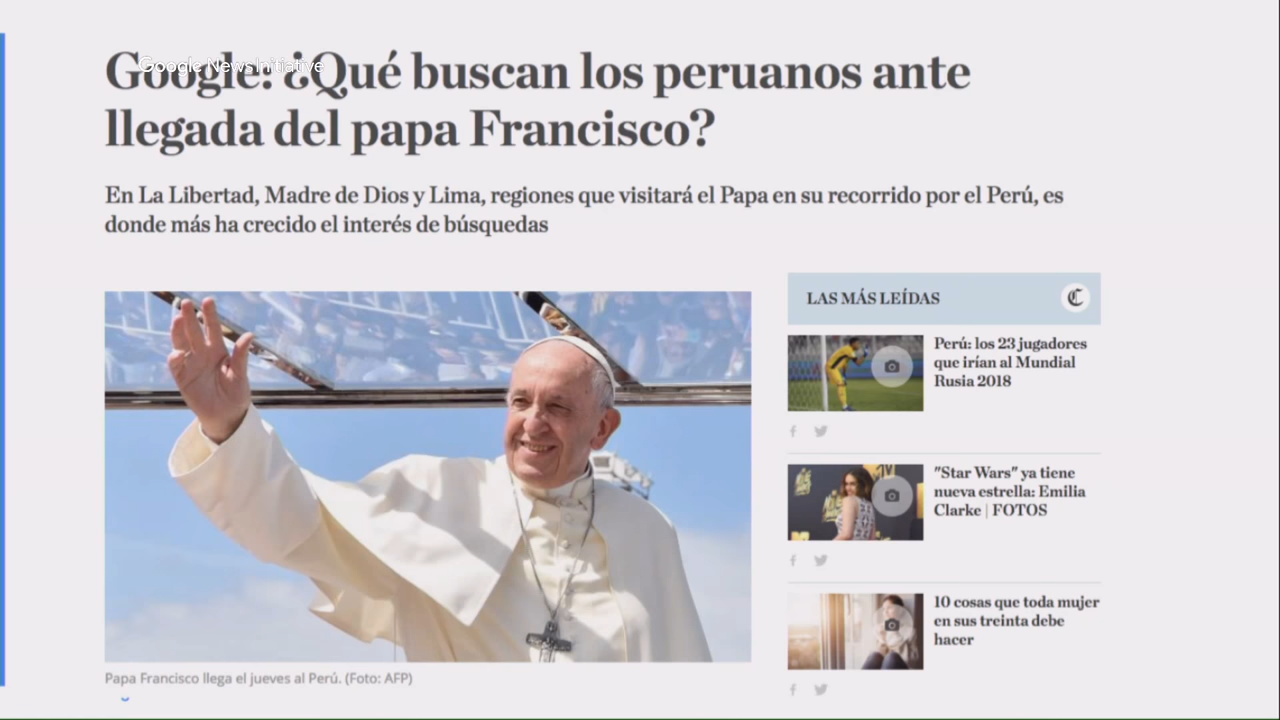 Google News Initiative
Google: ¿Qué buscan los peruanos ante
llegada del papa Francisco?
En La Libertad, Madre de Dios y Lima, regiones que visitará el Papa en su recorrido por el Perú, es
donde más ha crecido el interés de búsquedas
Papa Francisco llega el jueves al Perú. (Foto: AFP)
LAS MÁS LEÍDAS
C
Perú: los 23 jugadores
que irían al Mundial
Rusia 2018
"Star Wars" ya tiene
nueva estrella: Emilia
Clarke | FOTOS
10 cosas que toda mujer
en sus treinta debe
hacer